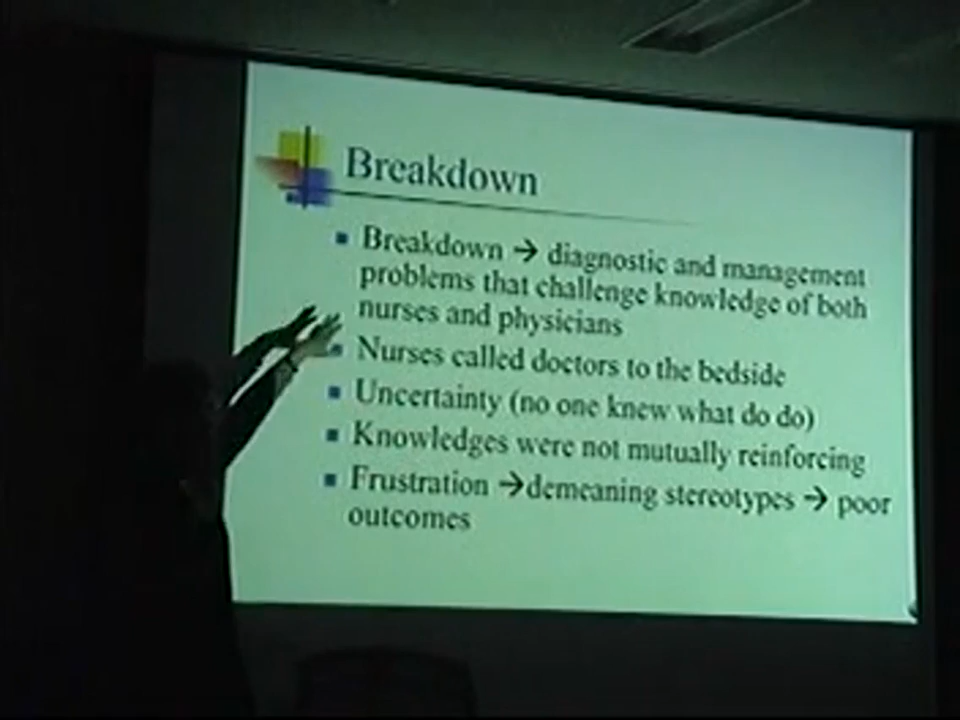 Breakdown
Breakdown → diagnostic and management
problems that challenge knowledge of both
nurses and physicians
Nurses called doctors to the bedside
Uncertainty (no one knew what do do)
Knowledges were not mutually reinforcing
Frustration →demeaning stereotypes → poor
outcomes